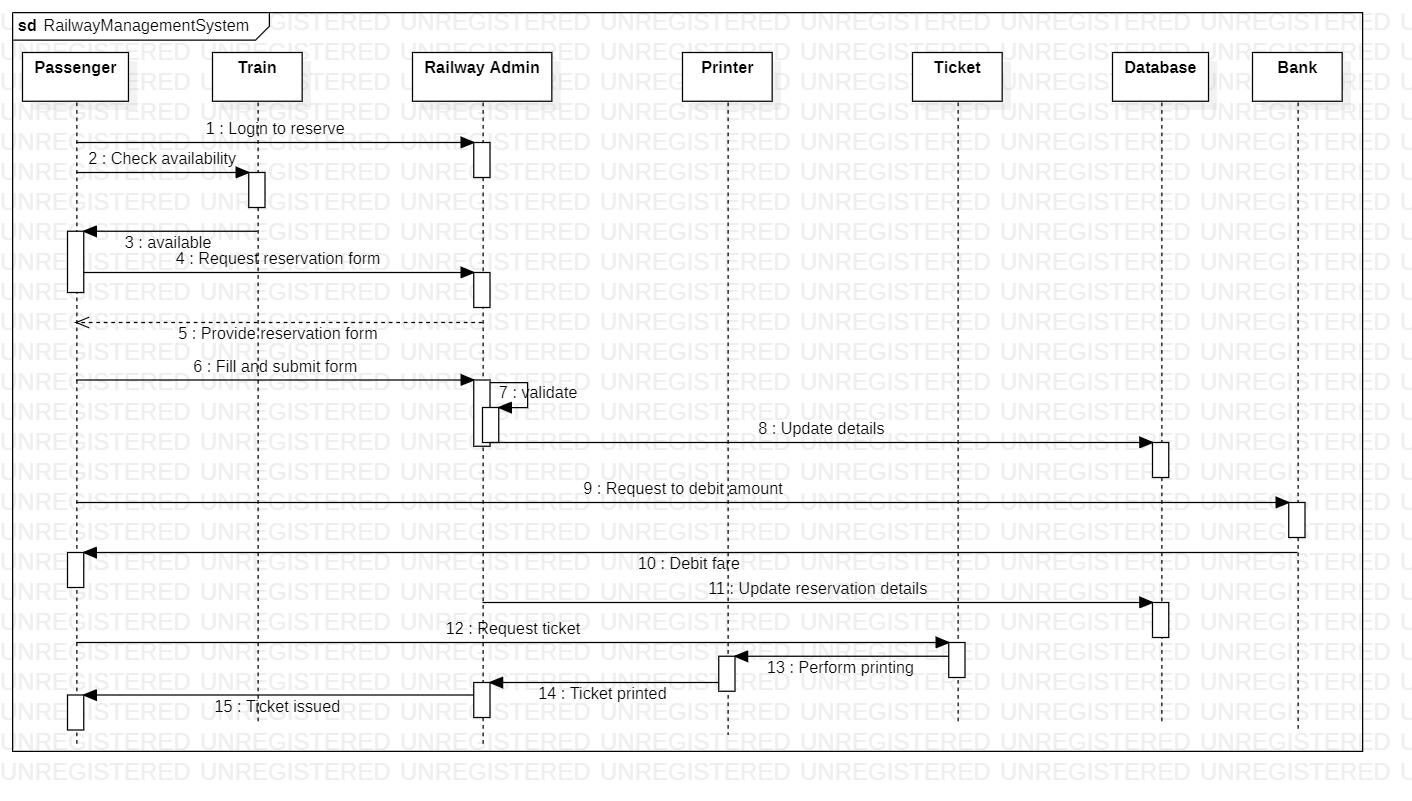 sd RailwayManagementSystem
Passenger Train Railway Admin Printer Ticket Database Bank
1 : Login to reserve
2 : Check availability
3 : available
4 : Request reservation form
5 : Provide reservation form
6 : Fill and submit form
7 : validate
8 : Update details
9 : Request to debit amount
10 : Debit fare
11 : Update reservation details
12 : Request ticket
13 : Perform printing
14 : Ticket printed
15 : Ticket issued
UNREGISTERED